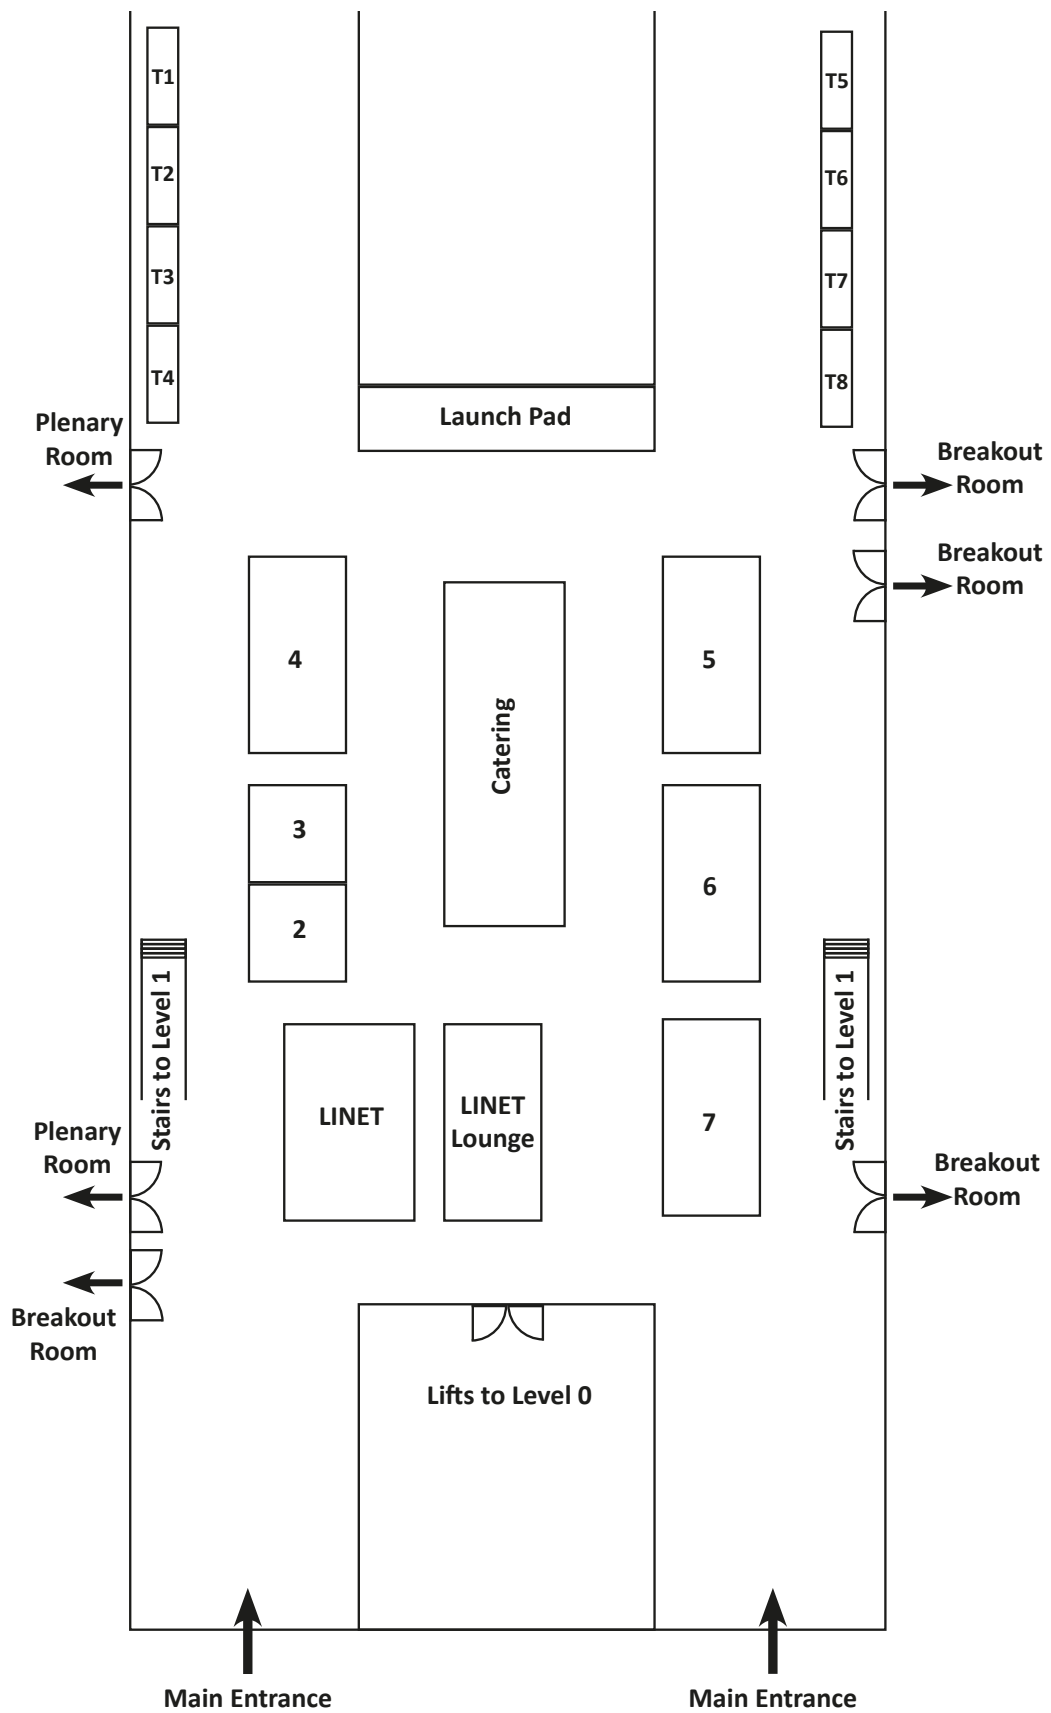 T1
T5
T2
T6
T3
T7
T4
T8
Launch Pad
Plenary
Room
Breakout
Room
Breakout
Room
4
5
Catering
3
6
2
Stairs to Level 1
Stairs to Level 1
LINET
LINET
Lounge
7
Plenary
Room
Breakout
Room
Breakout
Room
Lifts to Level 0
Main Entrance
Main Entrance